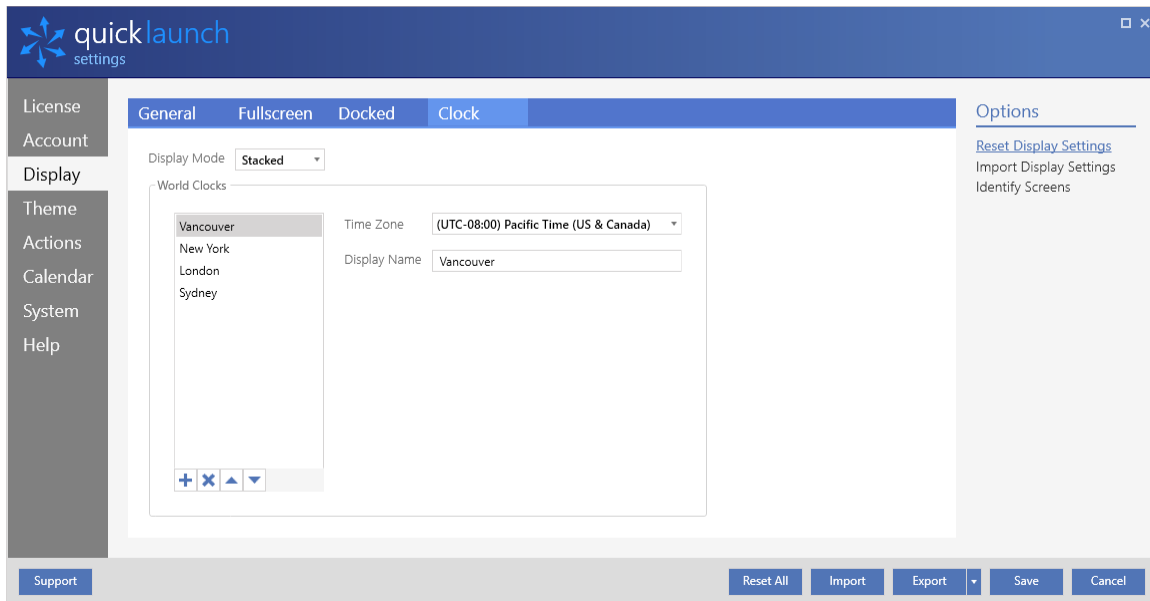 quicklaunch
settings
License
Account
Display
Theme
Actions
Calendar
System
Help
General Fullscreen Docked Clock
Display Mode Stacked
World Clocks
Vancouver
New York
London
Sydney
Time Zone (UTC-08:00) Pacific Time (US & Canada)
Display Name Vancouver
Options
Reset Display Settings
Import Display Settings
Identify Screens
Support Reset All Import Export Save Cancel